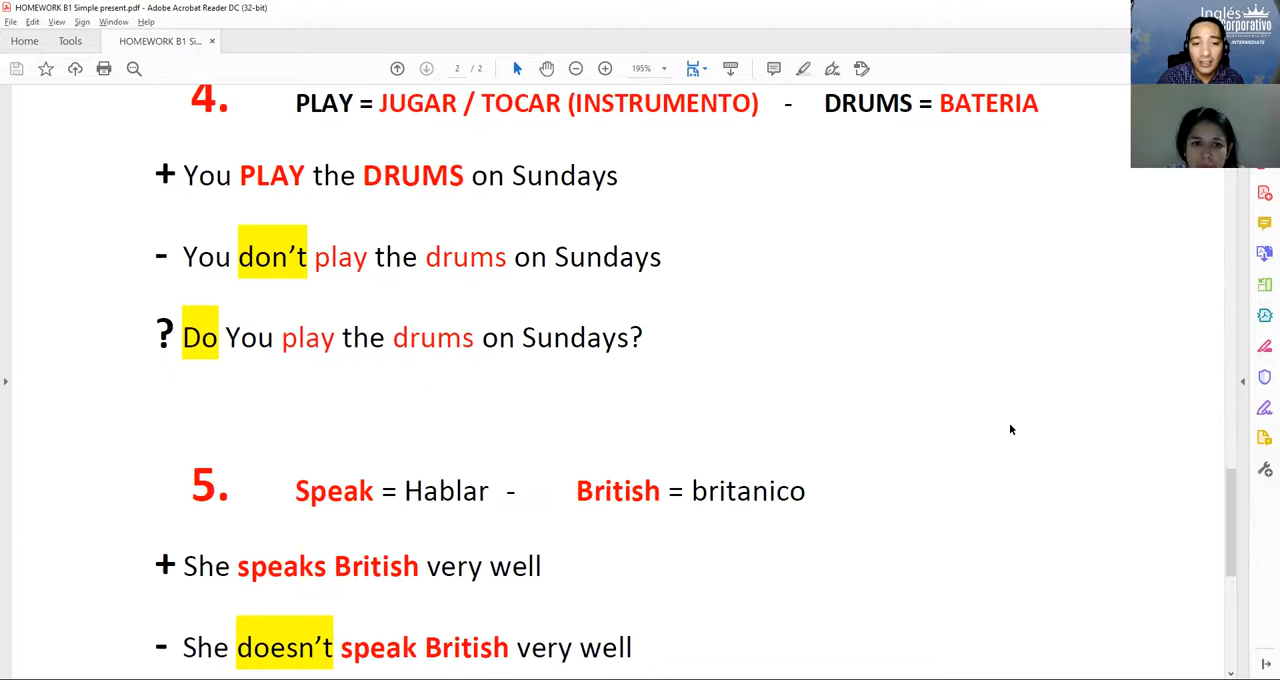 HOMEWORK B1 Simple present.pdf - Adobe Acrobat Reader DC (32-bit)
File Edit View Sign Window Help
Home Tools HOMEWORK B1 Si... ×
2 / 2 195%
Inglés
Corporativo
INTERMEDIATE
4. PLAY = JUGAR / TOCAR (INSTRUMENTO) - DRUMS = BATERIA
+ You PLAY the DRUMS on Sundays
- You don’t play the drums on Sundays
? Do You play the drums on Sundays?
5. Speak = Hablar - British = britanico
+ She speaks British very well
- She doesn’t speak British very well